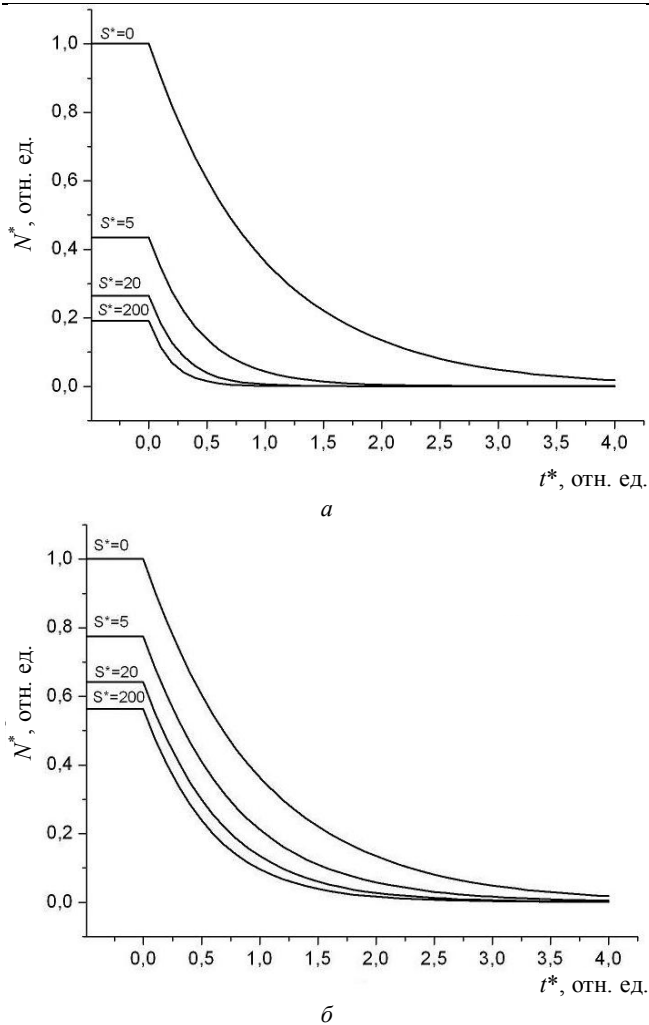 S*=0
1,0
0,8
0,6
S*=5
0,4
S*=20
S*=200
0,2
0,0
N*, отн. ед.
0,0 0,5 1,0 1,5 2,0 2,5 3,0 3,5 4,0
t*, отн. ед.
а
S*=0
1,0
S*=5
0,8
S*=20
S*=200
0,6
0,4
0,2
0,0
N*, отн. ед.
0,0 0,5 1,0 1,5 2,0 2,5 3,0 3,5 4,0
t*, отн. ед.
б